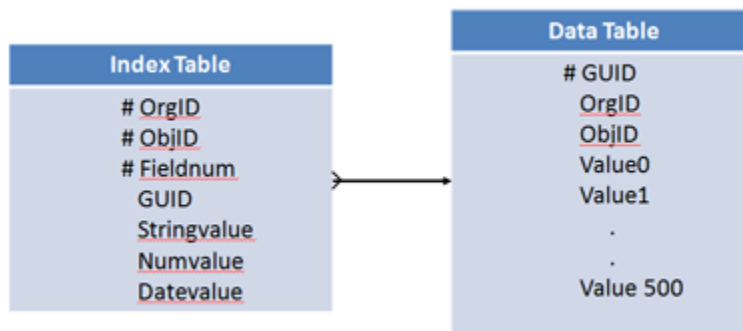 Index Table
# OrgID
# ObjID
# Fieldnum
GUID
Stringvalue
Numvalue
Datevalue
Data Table
# GUID
OrgID
ObjID
Value0
Value1
.
.
Value 500